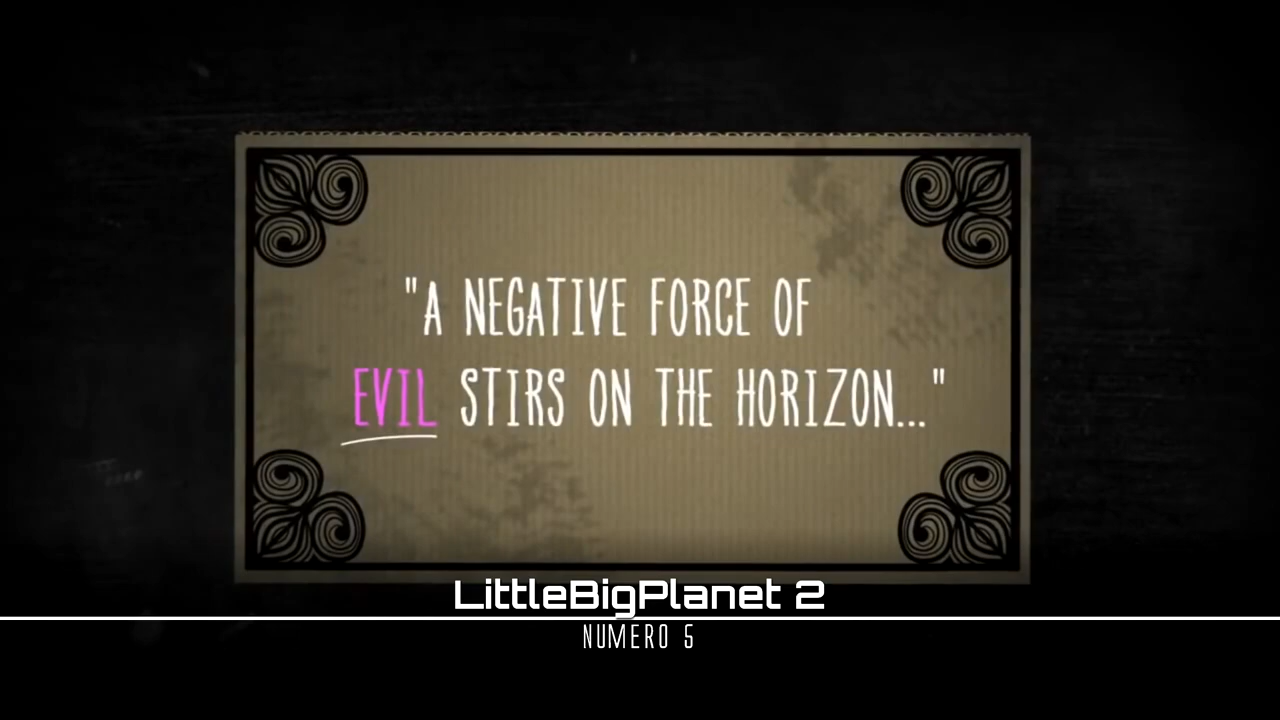 "A NEGATIVE FORCE OF
EVIL STIRS ON THE HORIZON..."
LittleBigPlanet 2
NUMERO 5